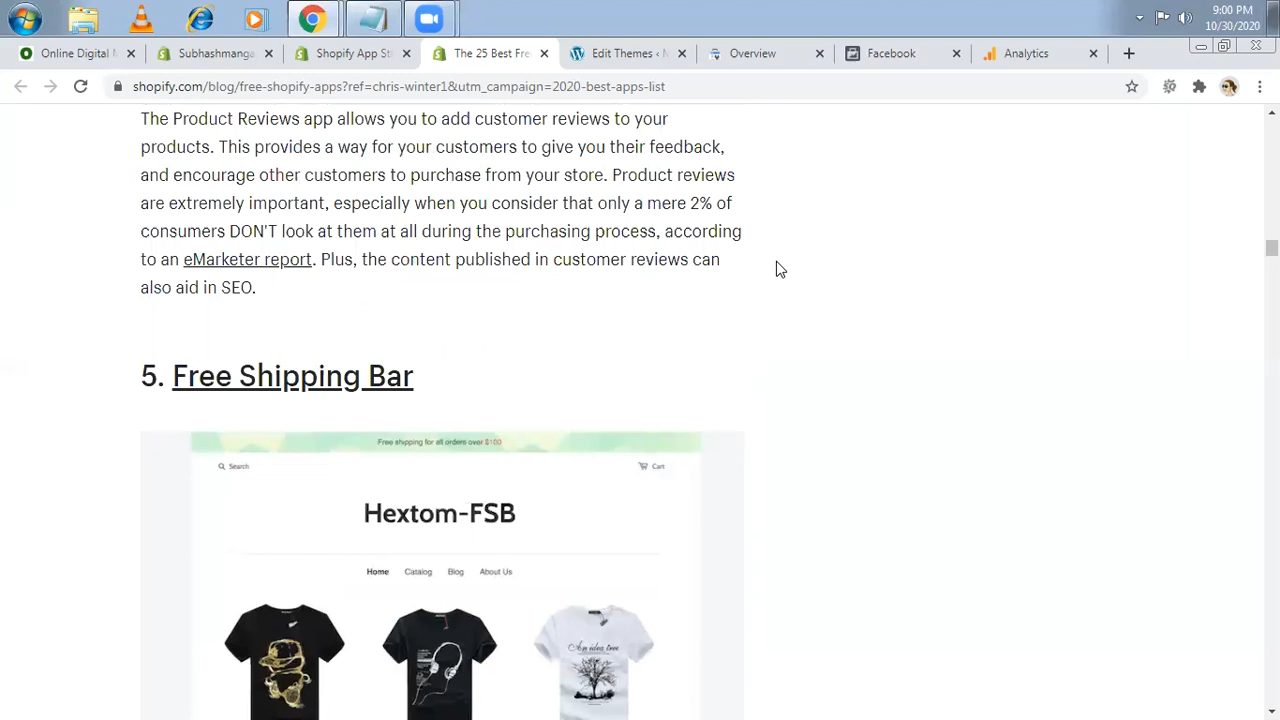 9:00 PM
10/30/2020
Online Digital M
Subhashmanga
Shopify App Sto
The 25 Best Fre
Edit Themes ‹ N
Overview
Facebook
Analytics
shopify.com/blog/free-shopify-apps?ref=chris-winter1&utm_campaign=2020-best-apps-list
The Product Reviews app allows you to add customer reviews to your
products. This provides a way for your customers to give you their feedback,
and encourage other customers to purchase from your store. Product reviews
are extremely important, especially when you consider that only a mere 2% of
consumers DON'T look at them at all during the purchasing process, according
to an eMarketer report. Plus, the content published in customer reviews can
also aid in SEO.
5. Free Shipping Bar
Free shipping for all orders over $100
Search
Cart
Hextom-FSB
Home Catalog Blog About Us
An idea tree